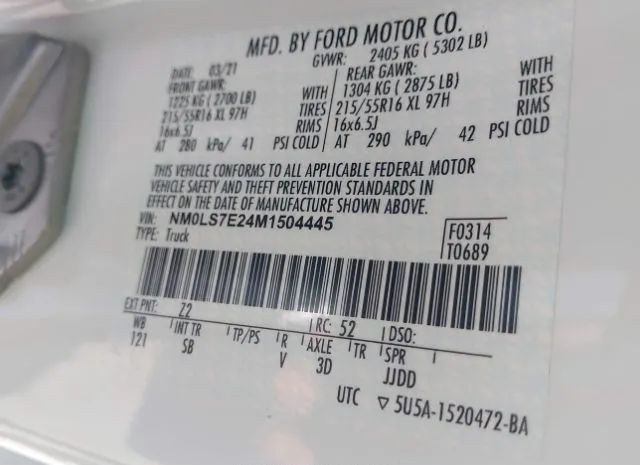 MFD. BY FORD MOTOR CO.
DATE: 03/21 GVWR: 2405 KG ( 5302 LB)
FRONT GAWR: REAR GAWR:
1225 KG ( 2700 LB) WITH 1304 KG ( 2875 LB) WITH
215/55R16 XL 97H TIRES 215/55R16 XL 97H TIRES
16x6.5J RIMS 16x6.5J RIMS
AT 280 kPa/ 41 PSI COLD AT 290 kPa/ 42 PSI COLD
THIS VEHICLE CONFORMS TO ALL APPLICABLE FEDERAL MOTOR
VEHICLE SAFETY AND THEFT PREVENTION STANDARDS IN
EFFECT ON THE DATE OF MANUFACTURE SHOWN ABOVE.
VIN: NM0LS7E24M1504445
TYPE: Truck
F0314
T0689
EXT PNT: Z2 RC: 52 DSO:
WB INT TR TP/PS R AXLE TR SPR
121 SB V 3D JJDD
UTC ▽ 5U5A-1520472-BA